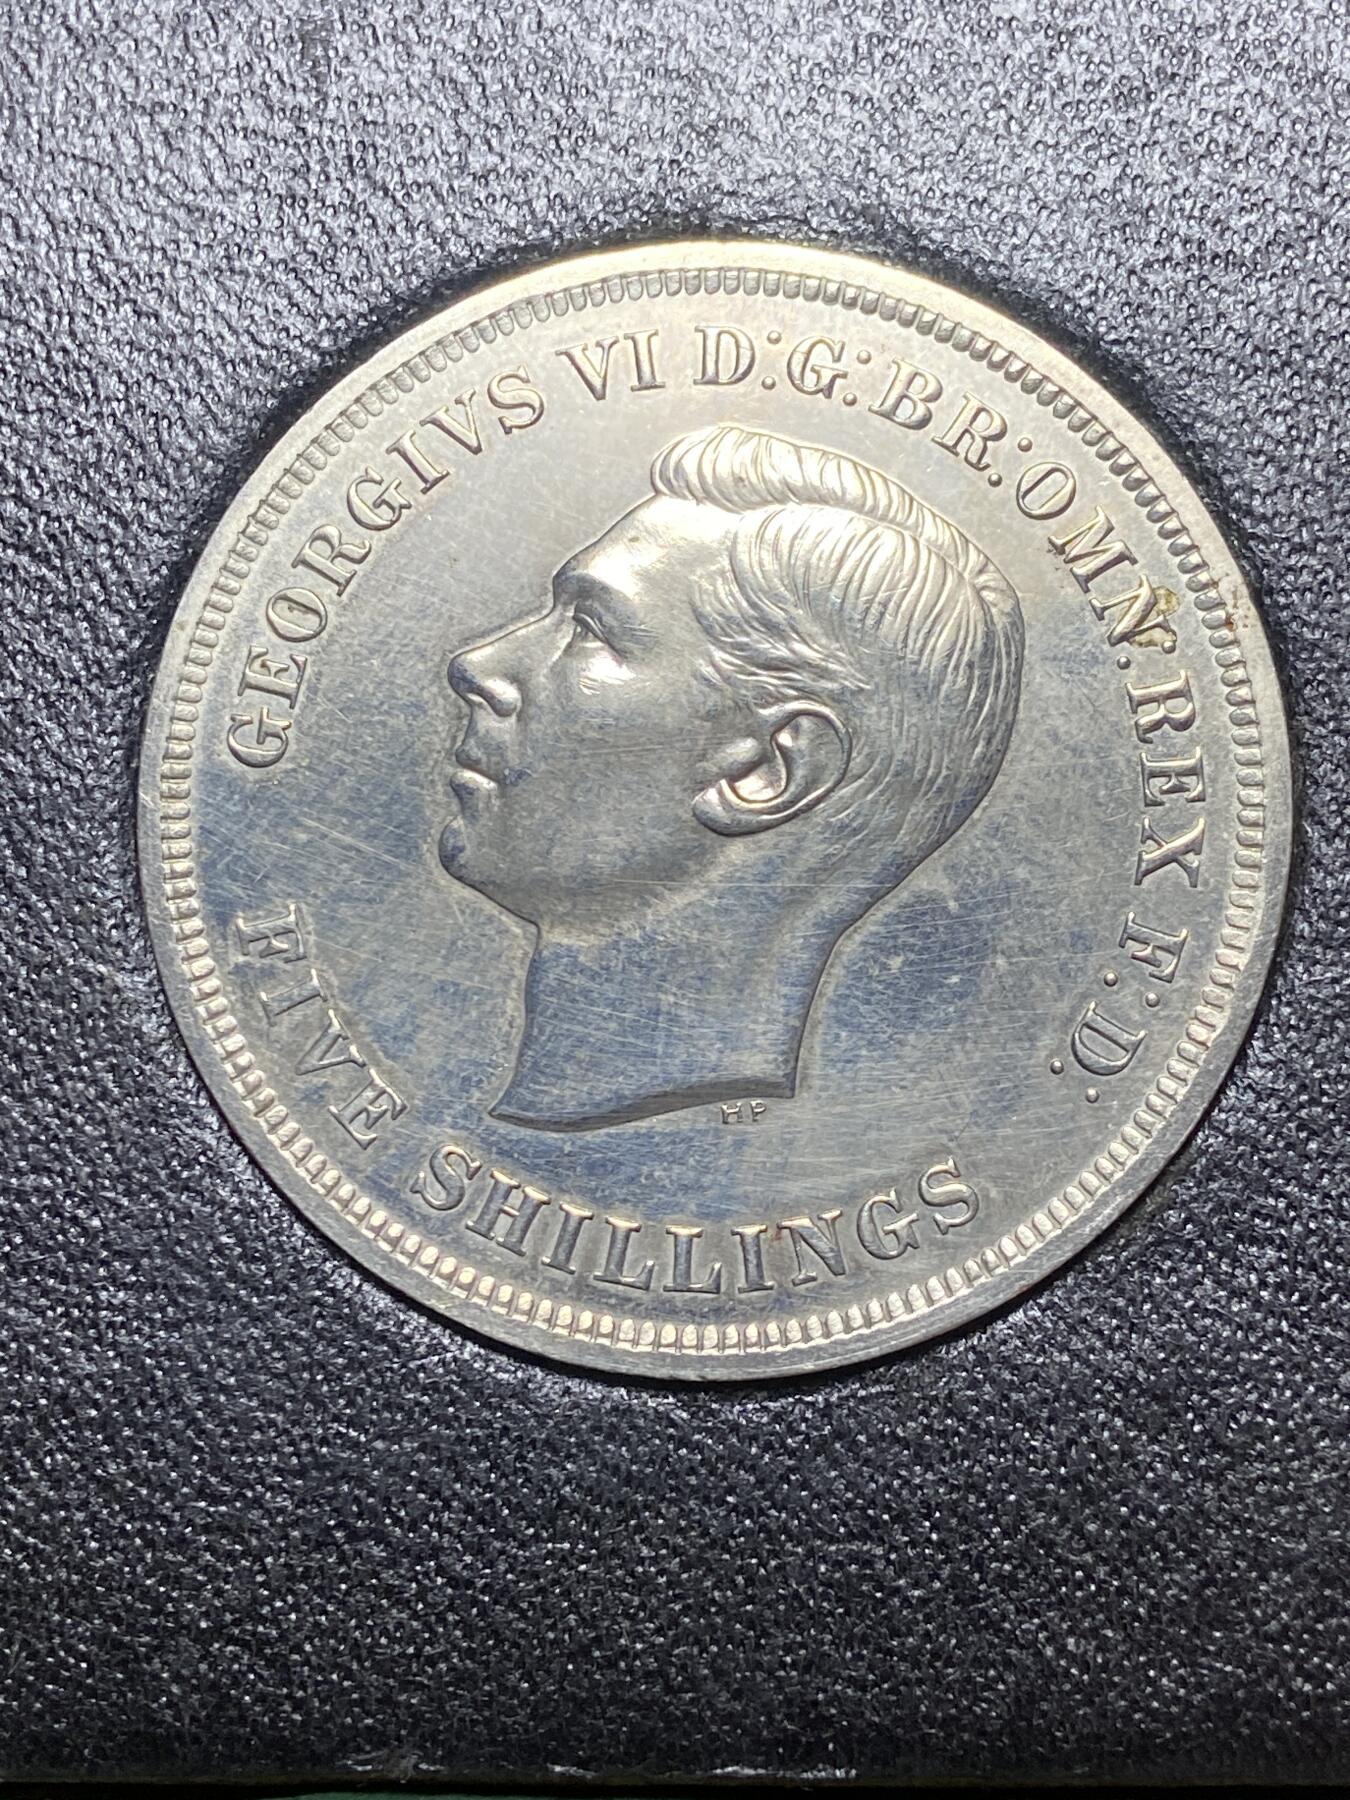 GEORGIVS VI D:G:BR:OMN:REX F:D:
FIVE SHILLINGS
HP